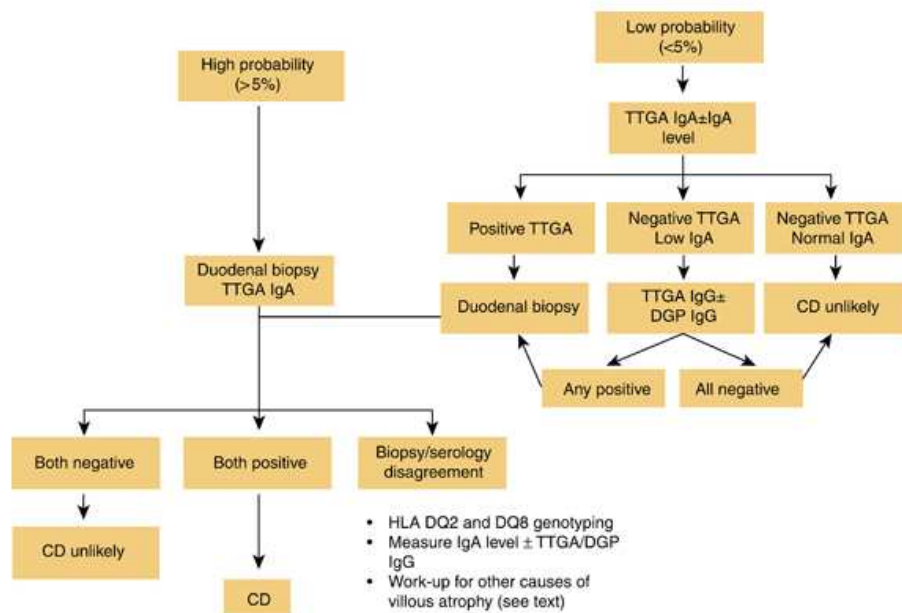 Low probability
(<5%)
High probability
(>5%)
TTGA IgA±IgA
level
Positive TTGA
Negative TTGA
Low IgA
Negative TTGA
Normal IgA
Duodenal biopsy
TTGA IgA
Duodenal biopsy
TTGA IgG±
DGP IgG
CD unlikely
Any positive
All negative
Both negative
Both positive
Biopsy/serology
disagreement
CD unlikely
CD
• HLA DQ2 and DQ8 genotyping
• Measure IgA level ± TTGA/DGP
IgG
• Work-up for other causes of
villous atrophy (see text)